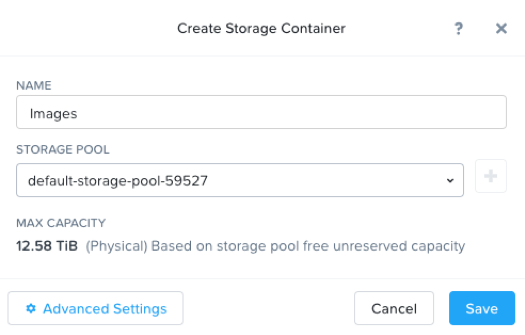 Create Storage Container
?
NAME
Images
STORAGE POOL
default-storage-pool-59527
MAX CAPACITY
12.58 TiB (Physical) Based on storage pool free unreserved capacity
Advanced Settings
Cancel
Save